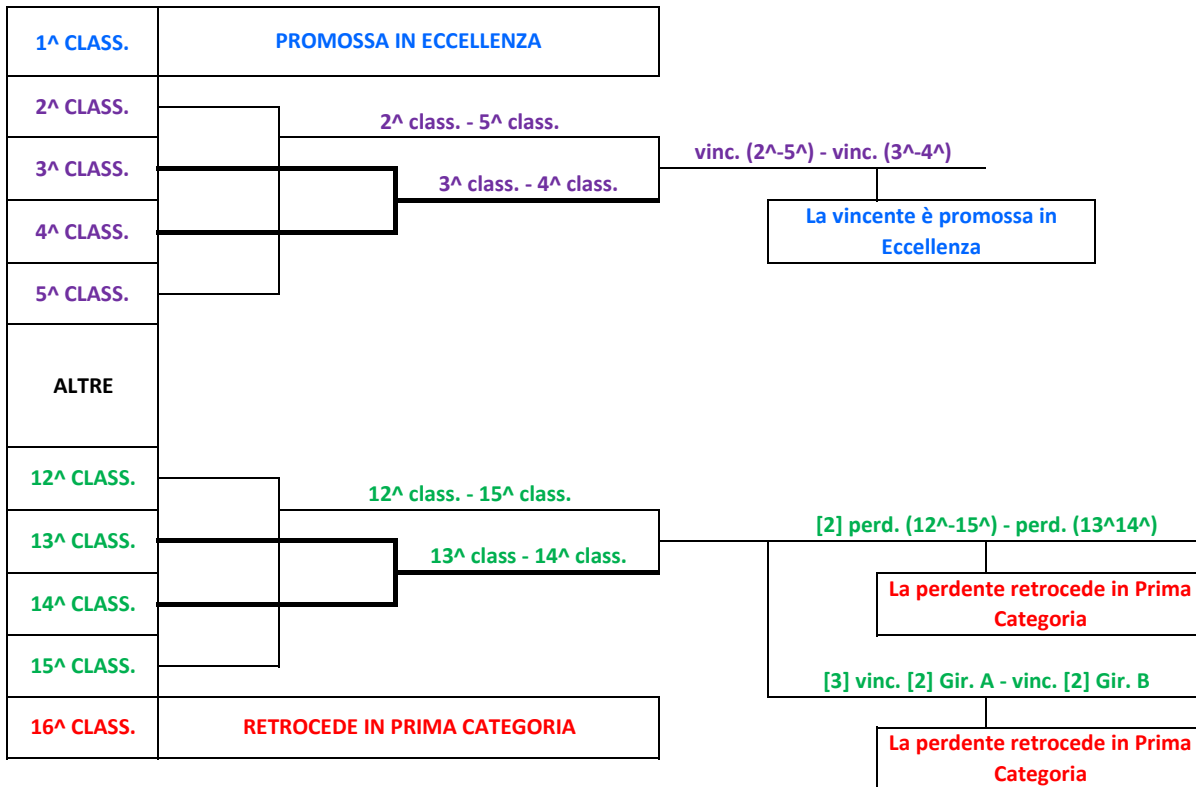 1^ CLASS.
PROMOSSA IN ECCELLENZA
2^ CLASS.
2^ class. - 5^ class.
3^ CLASS.
vinc. (2^-5^) - vinc. (3^-4^)
3^ class. - 4^ class.
4^ CLASS.
La vincente è promossa in
Eccellenza
5^ CLASS.
ALTRE
12^ CLASS.
12^ class. - 15^ class.
13^ CLASS.
[2] perd. (12^-15^) - perd. (13^14^)
13^ class - 14^ class.
14^ CLASS.
La perdente retrocede in Prima
Categoria
15^ CLASS.
[3] vinc. [2] Gir. A - vinc. [2] Gir. B
16^ CLASS.
RETROCEDE IN PRIMA CATEGORIA
La perdente retrocede in Prima
Categoria